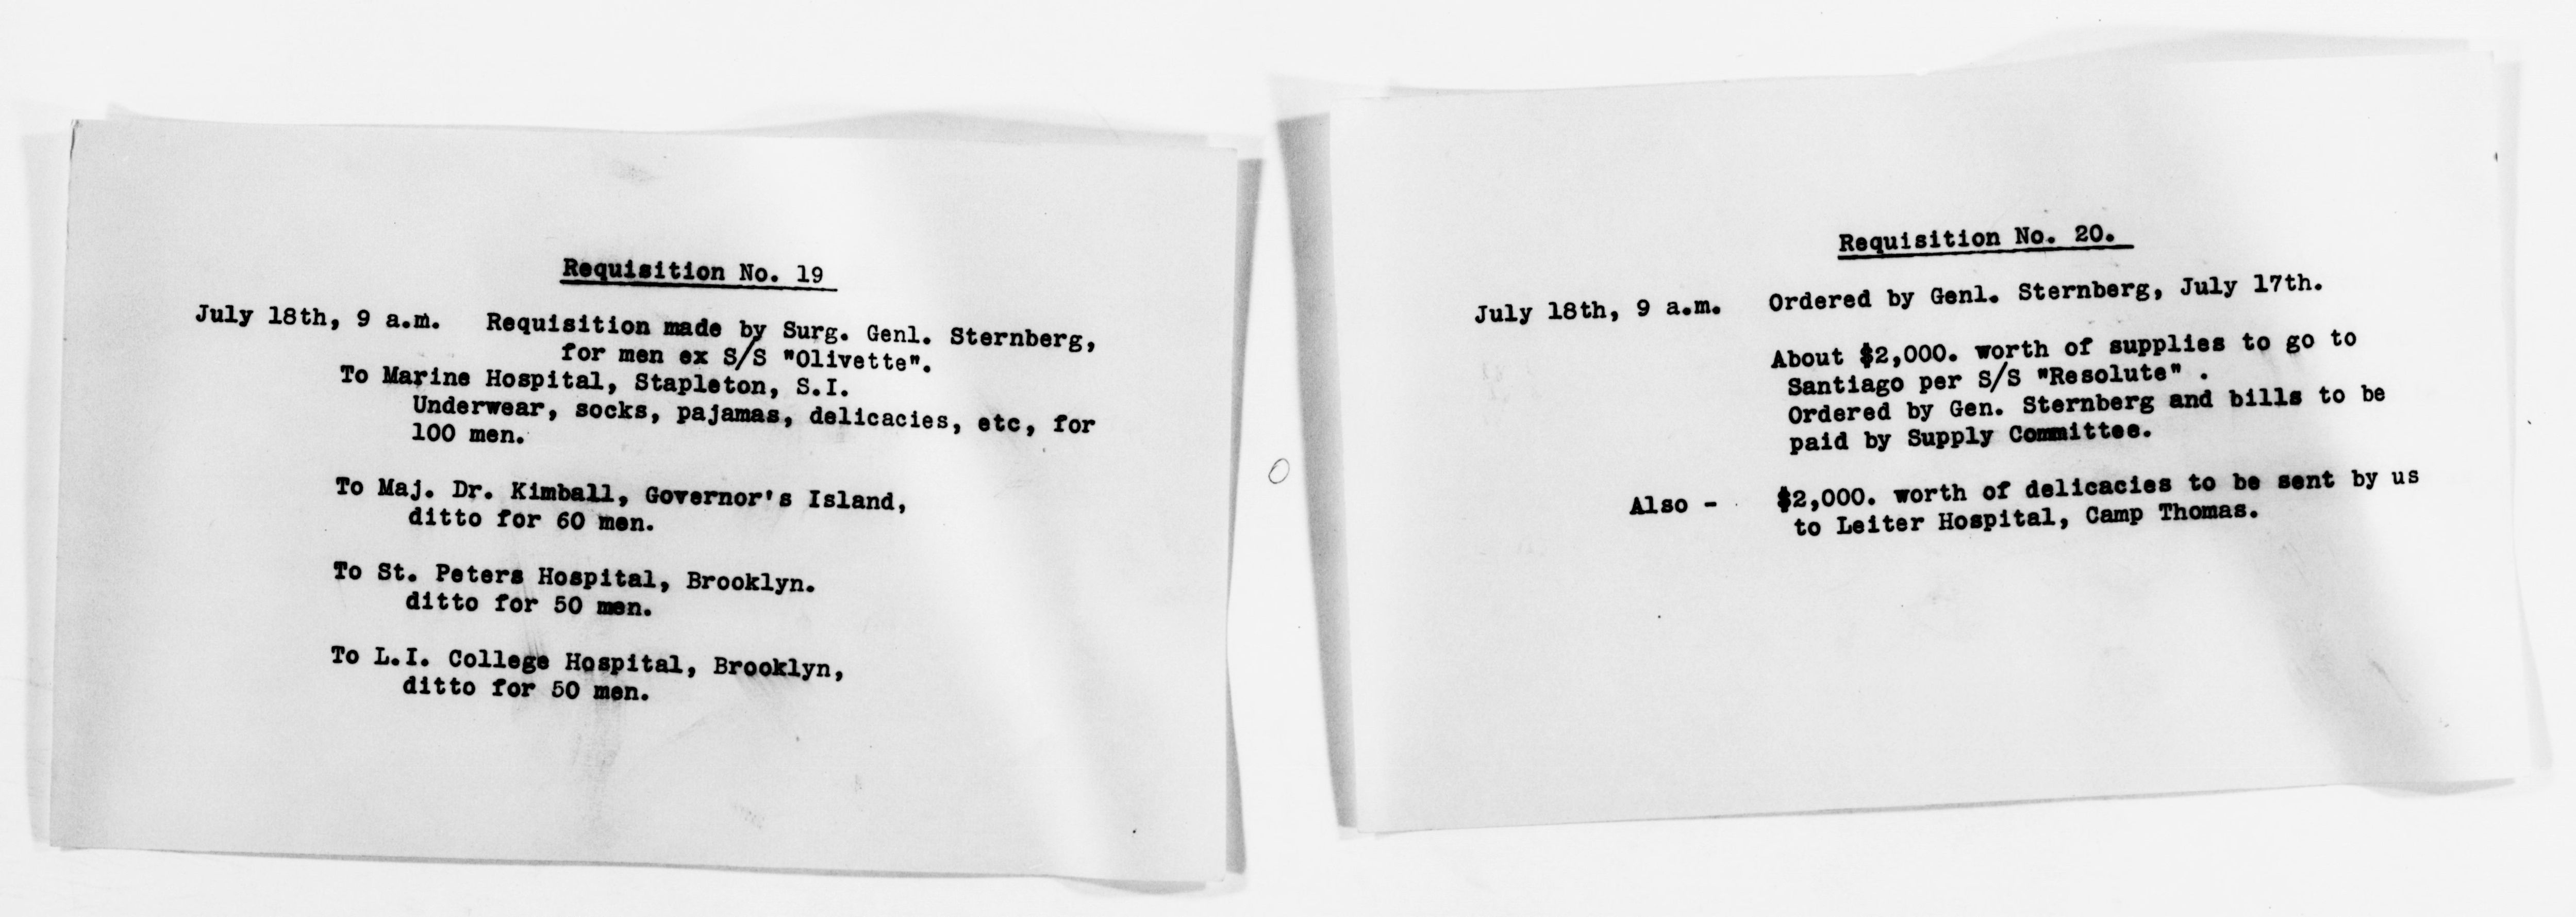 Requisition No. 19
July 18th, 9 a.m. Requisition made by Surg. Genl. Sternberg,
for men ex S/S "Olivette".
To Marine Hospital, Stapleton, S.I.
Underwear, socks, pajamas, delicacies, etc, for
100 men.
To Maj. Dr. Kimball, Governor's Island,
ditto for 60 men.
To St. Peters Hospital, Brooklyn.
ditto for 50 men.
To L.I. College Hospital, Brooklyn,
ditto for 50 men.
Requisition No. 20.
July 18th, 9 a.m. Ordered by Genl. Sternberg, July 17th.
About $2,000. worth of supplies to go to
Santiago per S/S "Resolute" .
Ordered by Gen. Sternberg and bills to be
paid by Supply Committee.
Also - $2,000. worth of delicacies to be sent by us
to Leiter Hospital, Camp Thomas.